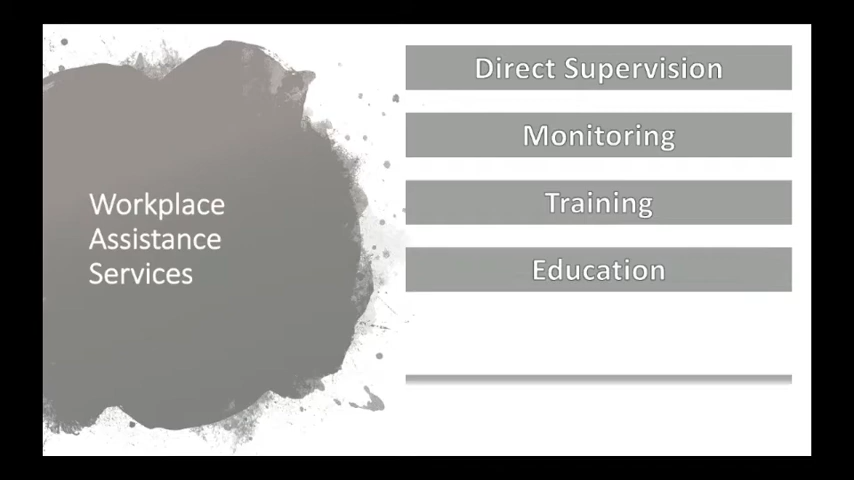 Workplace
Assistance
Services
Direct Supervision
Monitoring
Training
Education